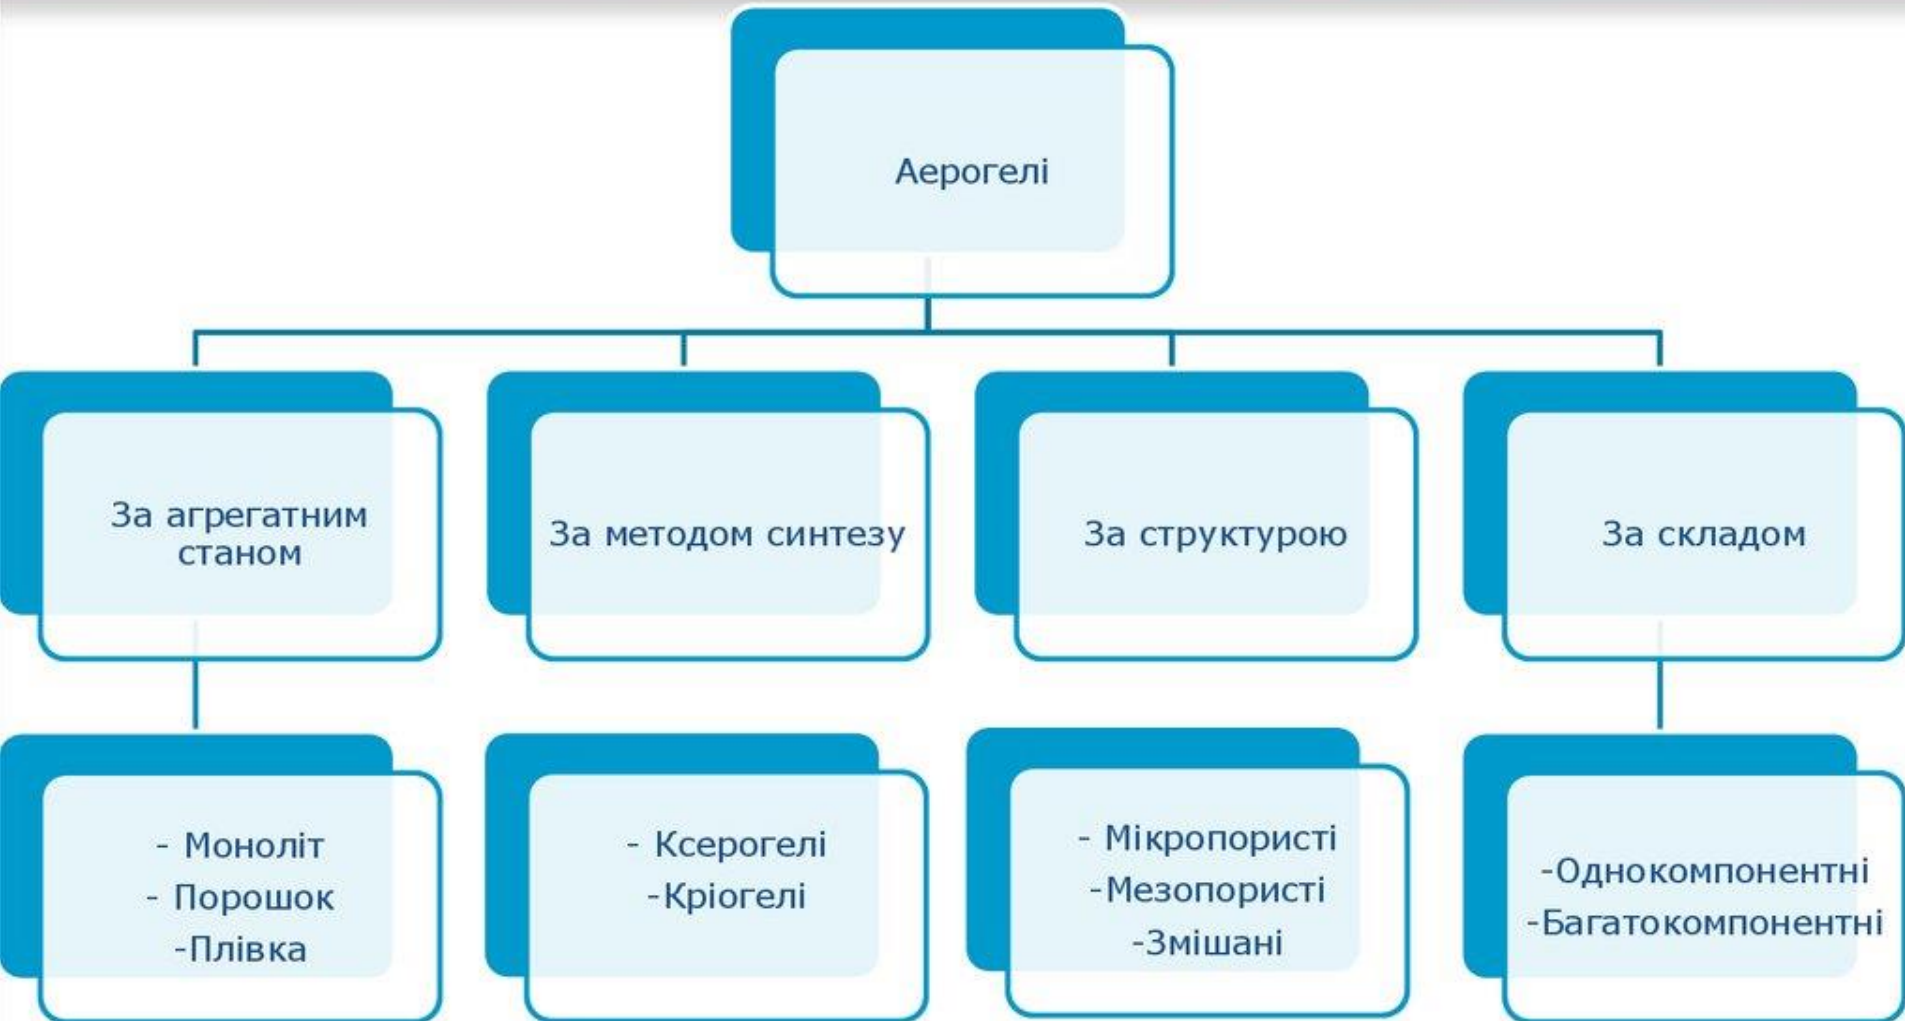 Аерогелі
За агрегатним
станом
За методом синтезу
За структурою
За складом
- Моноліт
- Порошок
-Плівка
- Ксерогелі
-Кріогелі
- Мікропористі
-Мезопористі
-Змішані
-Однокомпонентні
-Багатокомпонентні